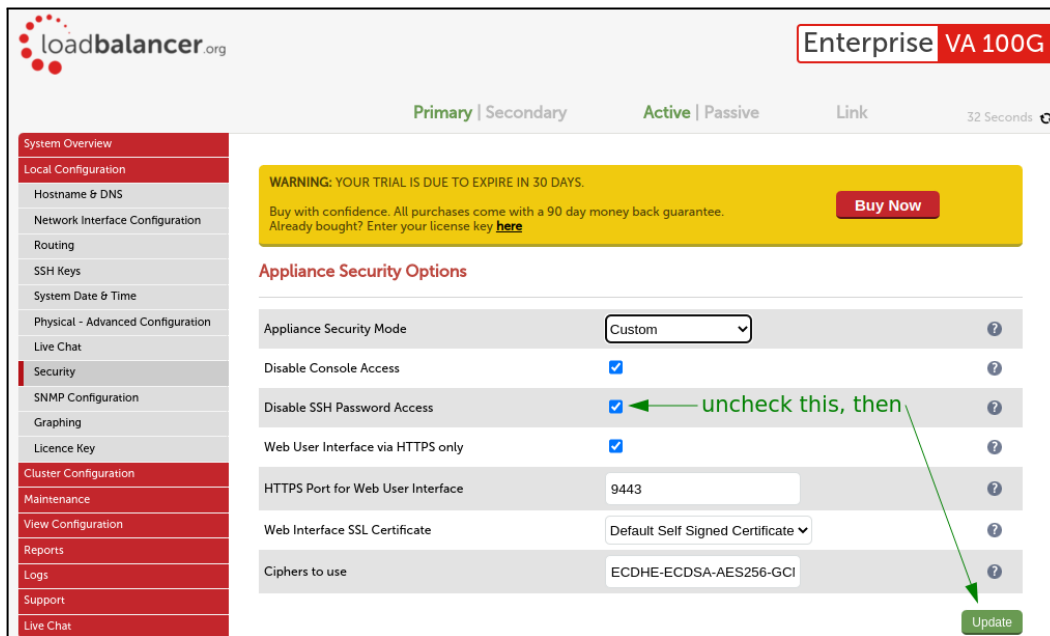 loadbalancer.org
Enterprise VA 100G
Primary | Secondary
Active | Passive
Link
32 Seconds
System Overview
Local Configuration
Hostname & DNS
Network Interface Configuration
Routing
SSH Keys
System Date & Time
Physical - Advanced Configuration
Live Chat
Security
SNMP Configuration
Graphing
Licence Key
Cluster Configuration
Maintenance
View Configuration
Reports
Logs
Support
Live Chat
WARNING: YOUR TRIAL IS DUE TO EXPIRE IN 30 DAYS.
Buy with confidence. All purchases come with a 90 day money back guarantee.
Already bought? Enter your license key here
Buy Now
Appliance Security Options
Appliance Security Mode
Custom
?
Disable Console Access
?
Disable SSH Password Access
uncheck this, then
?
Web User Interface via HTTPS only
?
HTTPS Port for Web User Interface
9443
?
Web Interface SSL Certificate
Default Self Signed Certificate
?
Ciphers to use
ECDHE-ECDSA-AES256-GCI
?
Update